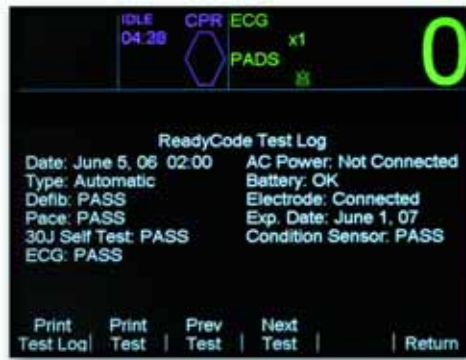 IDLE CPR ECG
04:28 x1 0
PADS
ReadyCode Test Log
Date: June 5, 06 02:00 AC Power: Not Connected
Type: Automatic Battery: OK
Defib: PASS Electrode: Connected
Pace: PASS Exp. Date: June 1, 07
30J Self Test: PASS Condition Sensor: PASS
ECG: PASS
Print Print Prev Next
Test Log Test Test Test Return